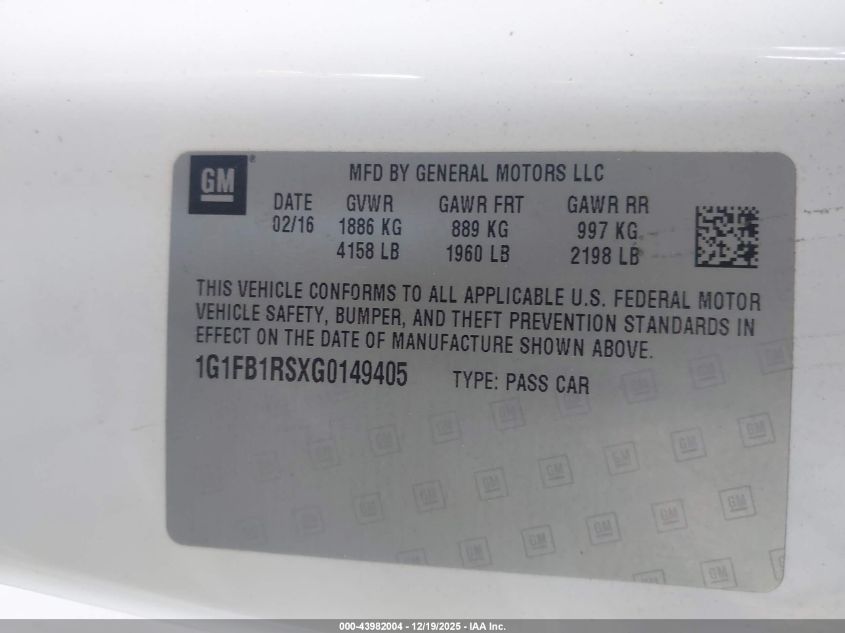 GM®
MFD BY GENERAL MOTORS LLC
DATE GVWR GAWR FRT GAWR RR
02/16 1886 KG 889 KG 997 KG
4158 LB 1960 LB 2198 LB
THIS VEHICLE CONFORMS TO ALL APPLICABLE U.S. FEDERAL MOTOR
VEHICLE SAFETY, BUMPER, AND THEFT PREVENTION STANDARDS IN
EFFECT ON THE DATE OF MANUFACTURE SHOWN ABOVE.
1G1FB1RSXG0149405 TYPE: PASS CAR
000-43982004 - 12/19/2025 - IAA Inc.